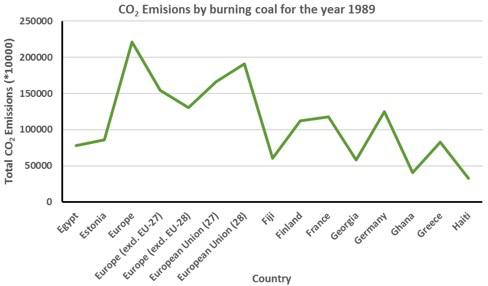 CO₂ Emisions by burning coal for the year 1989
Total CO₂ Emissions (*10000)
250000
200000
150000
100000
50000
0
Egypt
Estonia
Europe
Europe (excl. EU-27)
Europe (excl. EU-28)
European Union (27)
European Union (28)
Fiji
Finland
France
Georgia
Germany
Ghana
Greece
Haiti
Country